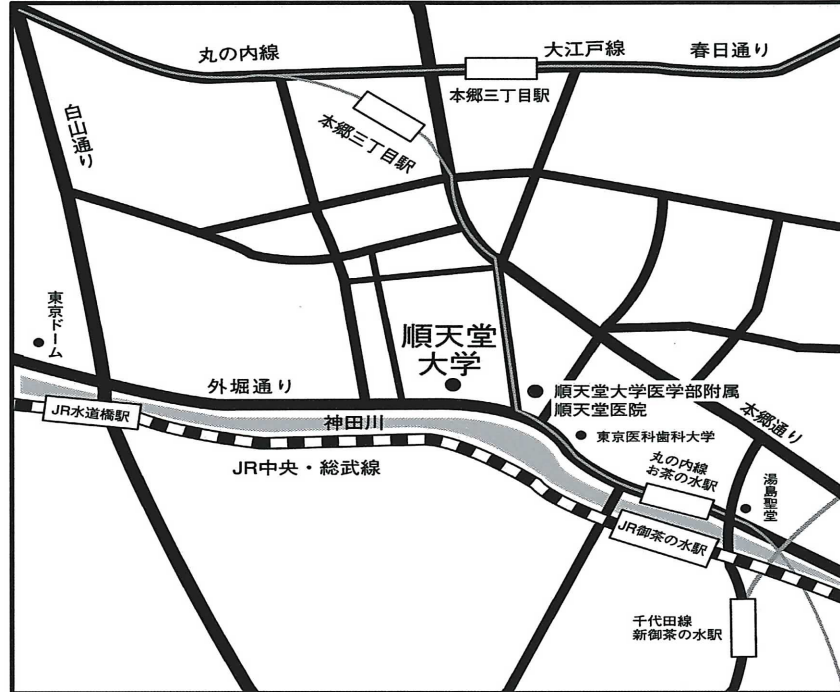 丸の内線
大江戸線
春日通り
本郷三丁目駅
本郷三丁目駅
白山通り
東京ドーム
順天堂
大学
外堀通り
順天堂大学医学部附属
順天堂医院
本郷通り
JR水道橋駅
神田川
東京医科歯科大学
JR中央・総武線
丸の内線
お茶の水駅
湯島聖堂
JR御茶の水駅
千代田線
新御茶の水駅